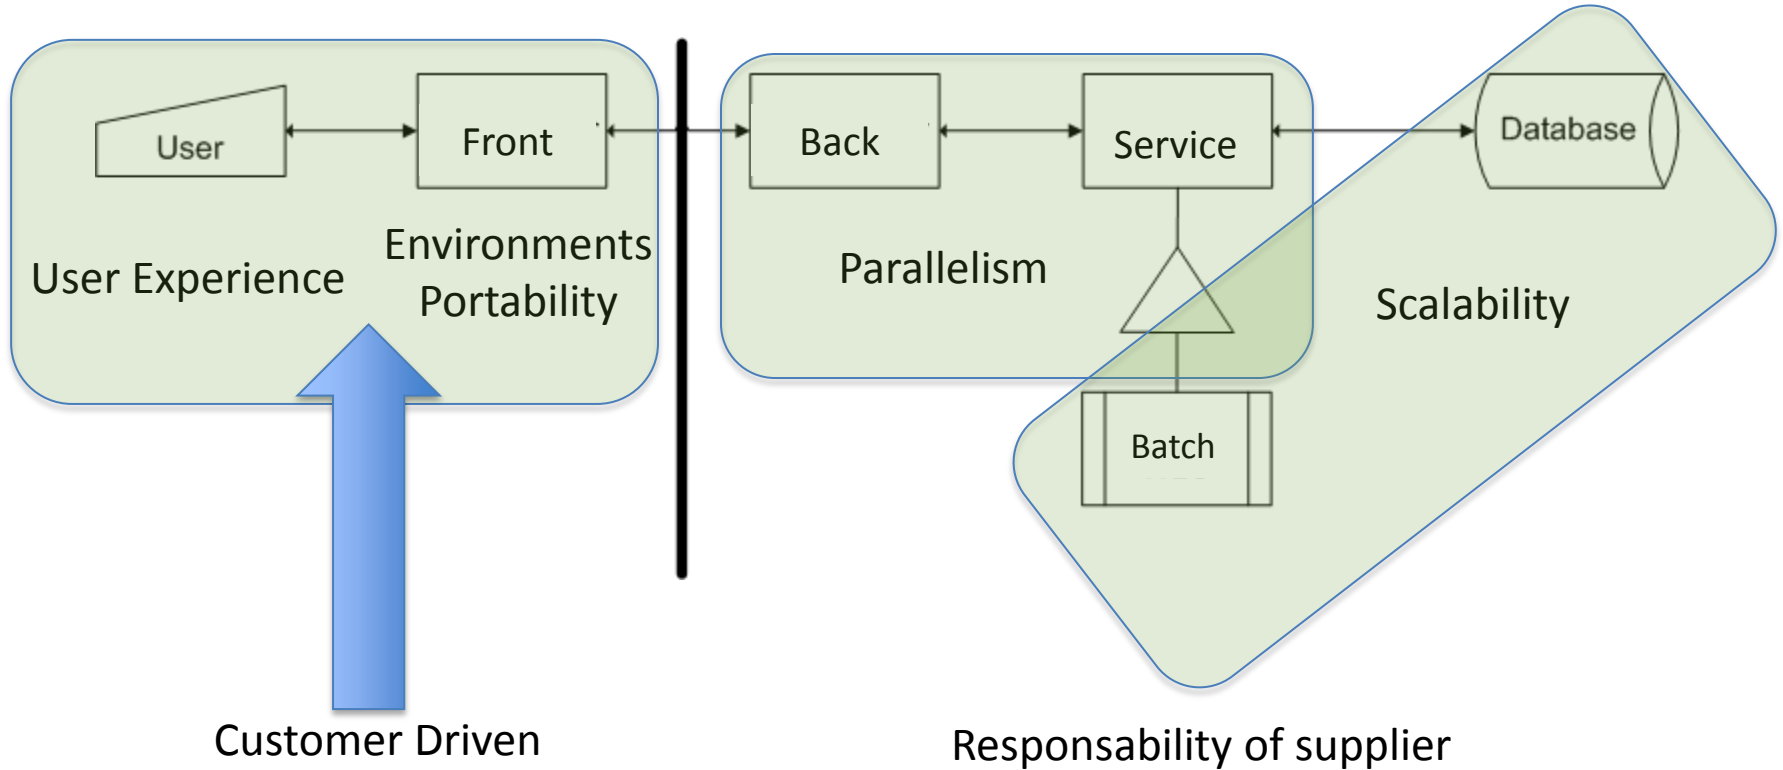 User
Front
Back
Service
Database
User Experience
Environments
Portability
Parallelism
Scalability
Batch
Customer Driven
Responsability of supplier